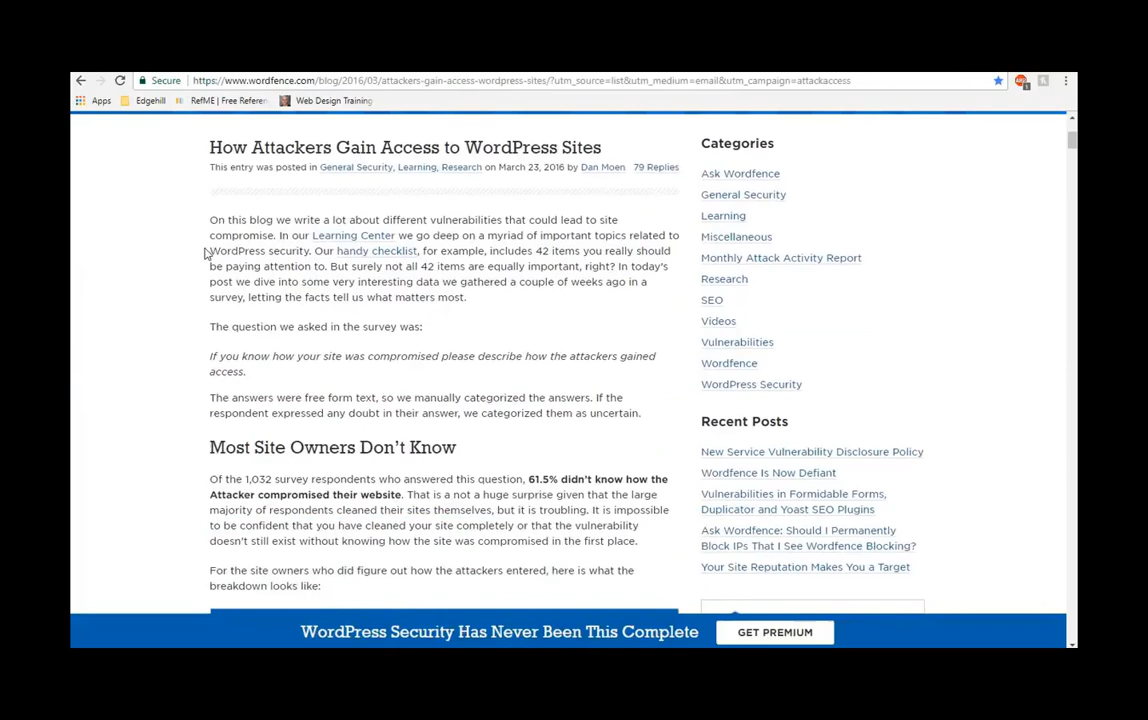 Secure https://www.wordfence.com/blog/2016/03/attackers-gain-access-wordpress-sites/?utm_source=list&utm_medium=email&utm_campaign=attackaccess
Apps Edgehill RefME | Free Referen Web Design Training
How Attackers Gain Access to WordPress Sites
This entry was posted in General Security, Learning, Research on March 23, 2016 by Dan Moen 79 Replies
On this blog we write a lot about different vulnerabilities that could lead to site
compromise. In our Learning Center we go deep on a myriad of important topics related to
WordPress security. Our handy checklist, for example, includes 42 items you really should
be paying attention to. But surely not all 42 items are equally important, right? In today's
post we dive into some very interesting data we gathered a couple of weeks ago in a
survey, letting the facts tell us what matters most.
The question we asked in the survey was:
If you know how your site was compromised please describe how the attackers gained
access.
The answers were free form text, so we manually categorized the answers. If the
respondent expressed any doubt in their answer, we categorized them as uncertain.
Most Site Owners Don't Know
Of the 1,032 survey respondents who answered this question, 61.5% didn't know how the
Attacker compromised their website. That is a not a huge surprise given that the large
majority of respondents cleaned their sites themselves, but it is troubling. It is impossible
to be confident that you have cleaned your site completely or that the vulnerability
doesn't still exist without knowing how the site was compromised in the first place.
For the site owners who did figure out how the attackers entered, here is what the
breakdown looks like:
Categories
Ask Wordfence
General Security
Learning
Miscellaneous
Monthly Attack Activity Report
Research
SEO
Videos
Vulnerabilities
Wordfence
WordPress Security
Recent Posts
New Service Vulnerability Disclosure Policy
Wordfence Is Now Defiant
Vulnerabilities in Formidable Forms,
Duplicator and Yoast SEO Plugins
Ask Wordfence: Should I Permanently
Block IPs That I See Wordfence Blocking?
Your Site Reputation Makes You a Target
WordPress Security Has Never Been This Complete GET PREMIUM